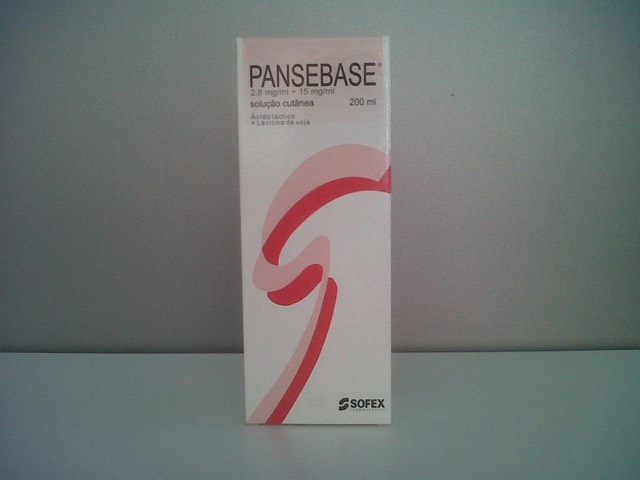 PANSEBASE®
2.8 mg/ml + 15 mg/ml
solução cutânea 200 ml
Ácido láctico
+ Lecitina de soja
SOFEX